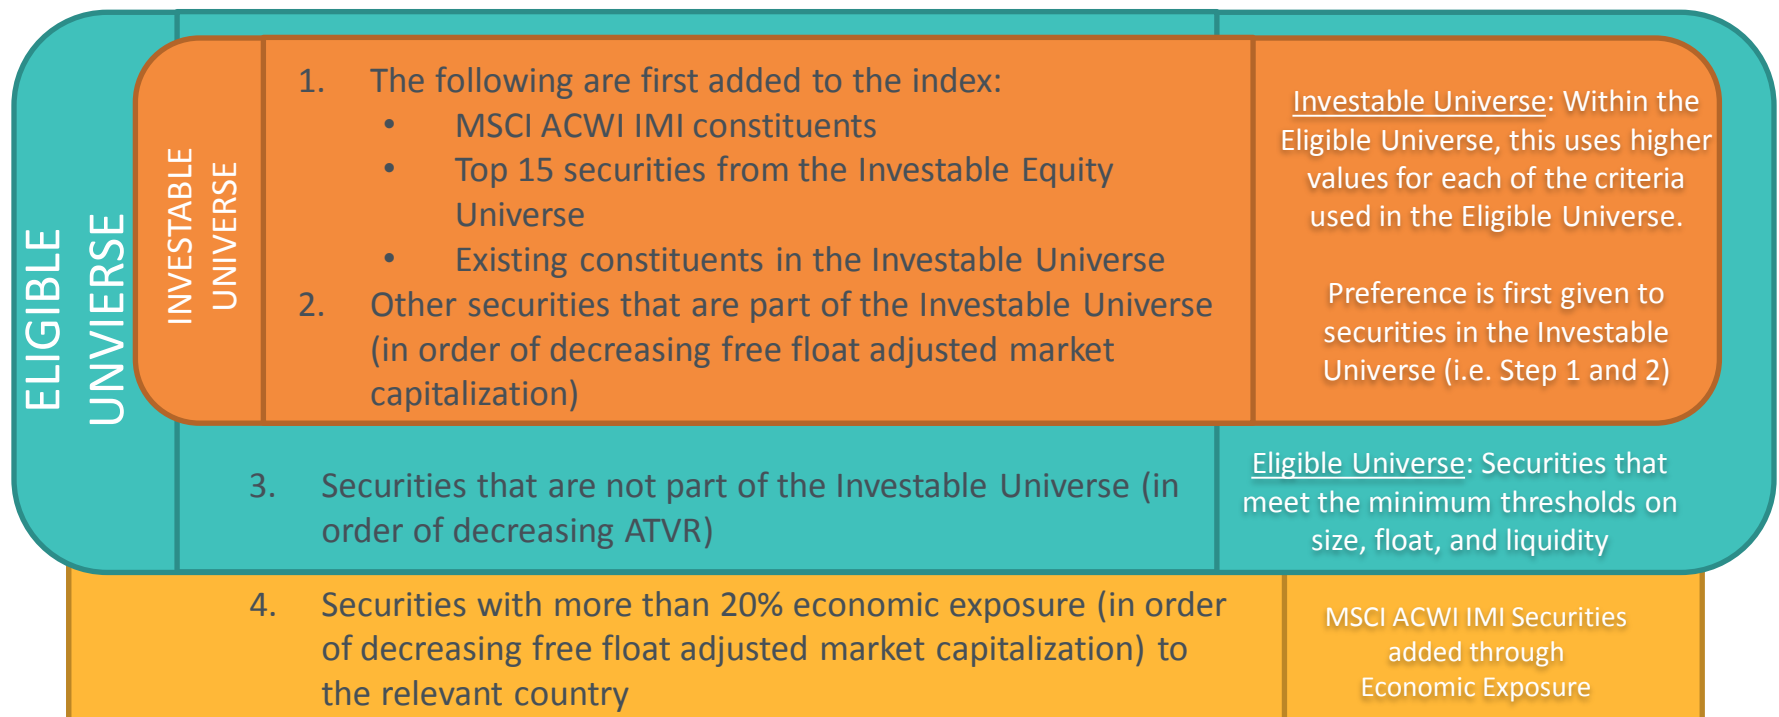 ELIGIBLE
UNVIERSE
INVESTABLE
UNIVERSE
1. The following are first added to the index:
• MSCI ACWI IMI constituents
• Top 15 securities from the Investable Equity
Universe
• Existing constituents in the Investable Universe
2. Other securities that are part of the Investable Universe
(in order of decreasing free float adjusted market
capitalization)
Investable Universe: Within the
Eligible Universe, this uses higher
values for each of the criteria
used in the Eligible Universe.
Preference is first given to
securities in the Investable
Universe (i.e. Step 1 and 2)
3. Securities that are not part of the Investable Universe (in
order of decreasing ATVR)
Eligible Universe: Securities that
meet the minimum thresholds on
size, float, and liquidity
4. Securities with more than 20% economic exposure (in order
of decreasing free float adjusted market capitalization) to
the relevant country
MSCI ACWI IMI Securities
added through
Economic Exposure